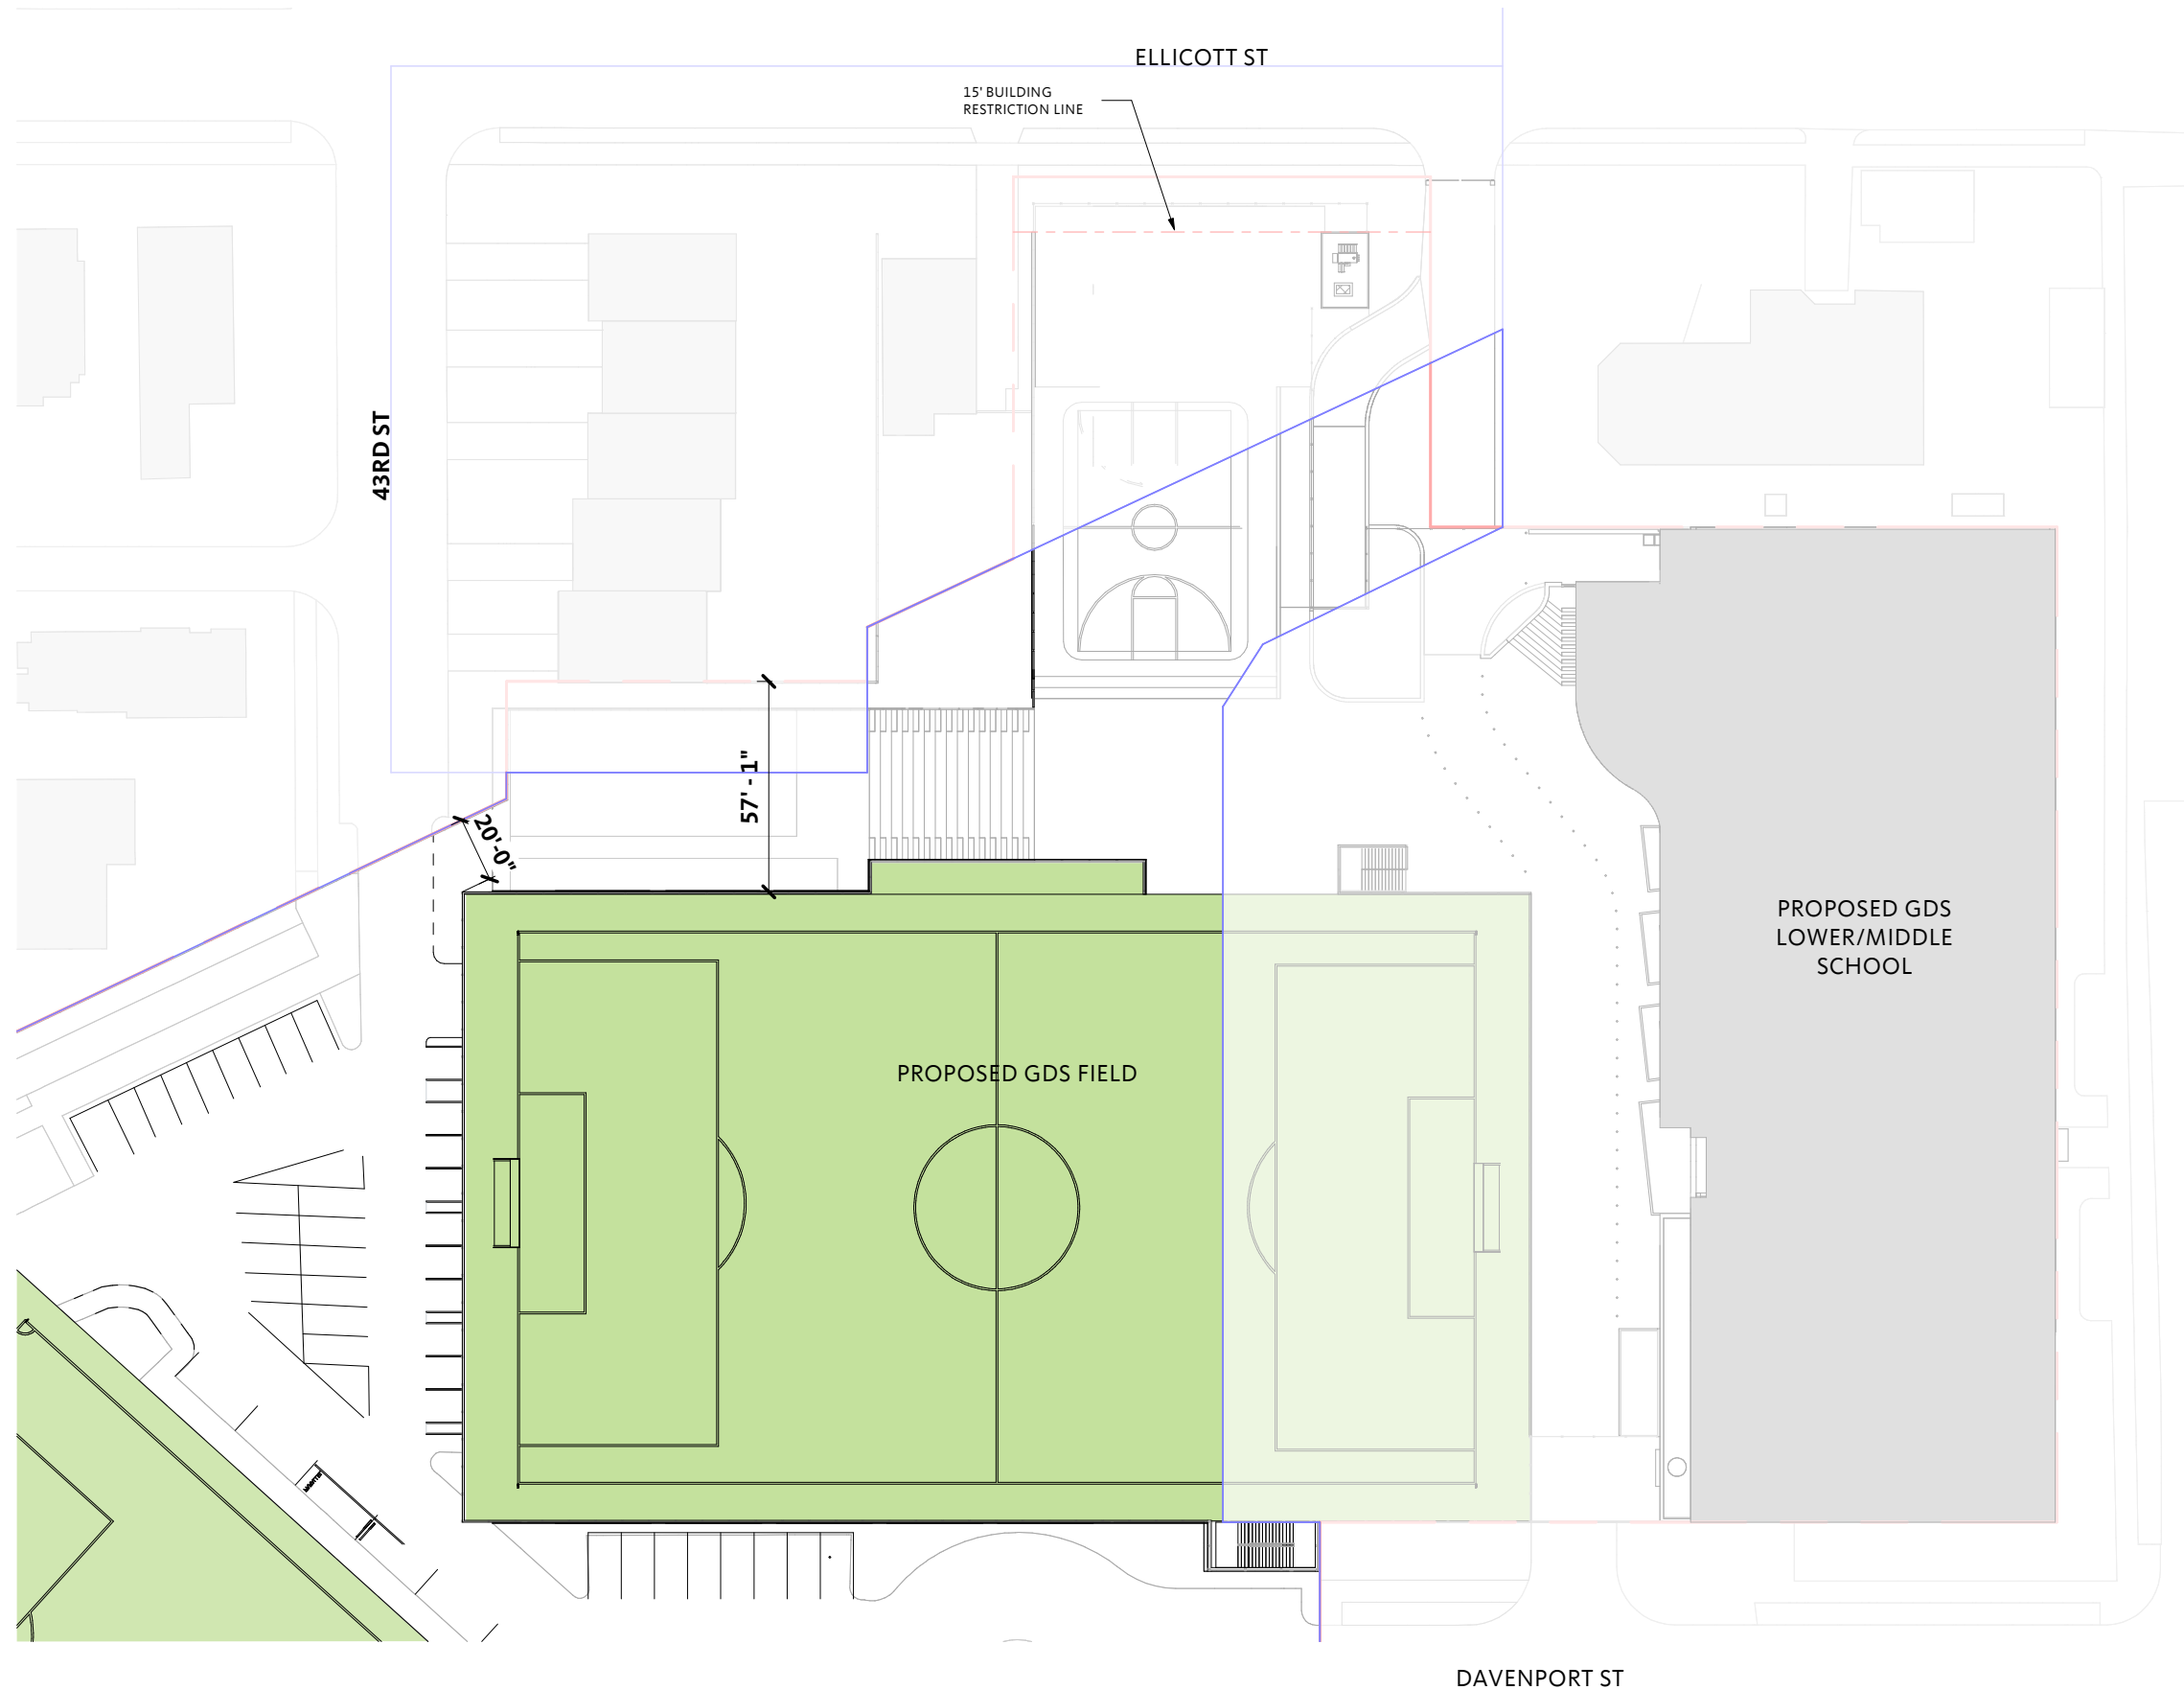 ELLICOTT ST
15' BUILDING
RESTRICTION LINE
43RD ST
57' - 1"
20'-0"
PROPOSED GDS
LOWER/MIDDLE
SCHOOL
PROPOSED GDS FIELD
DAVENPORT ST